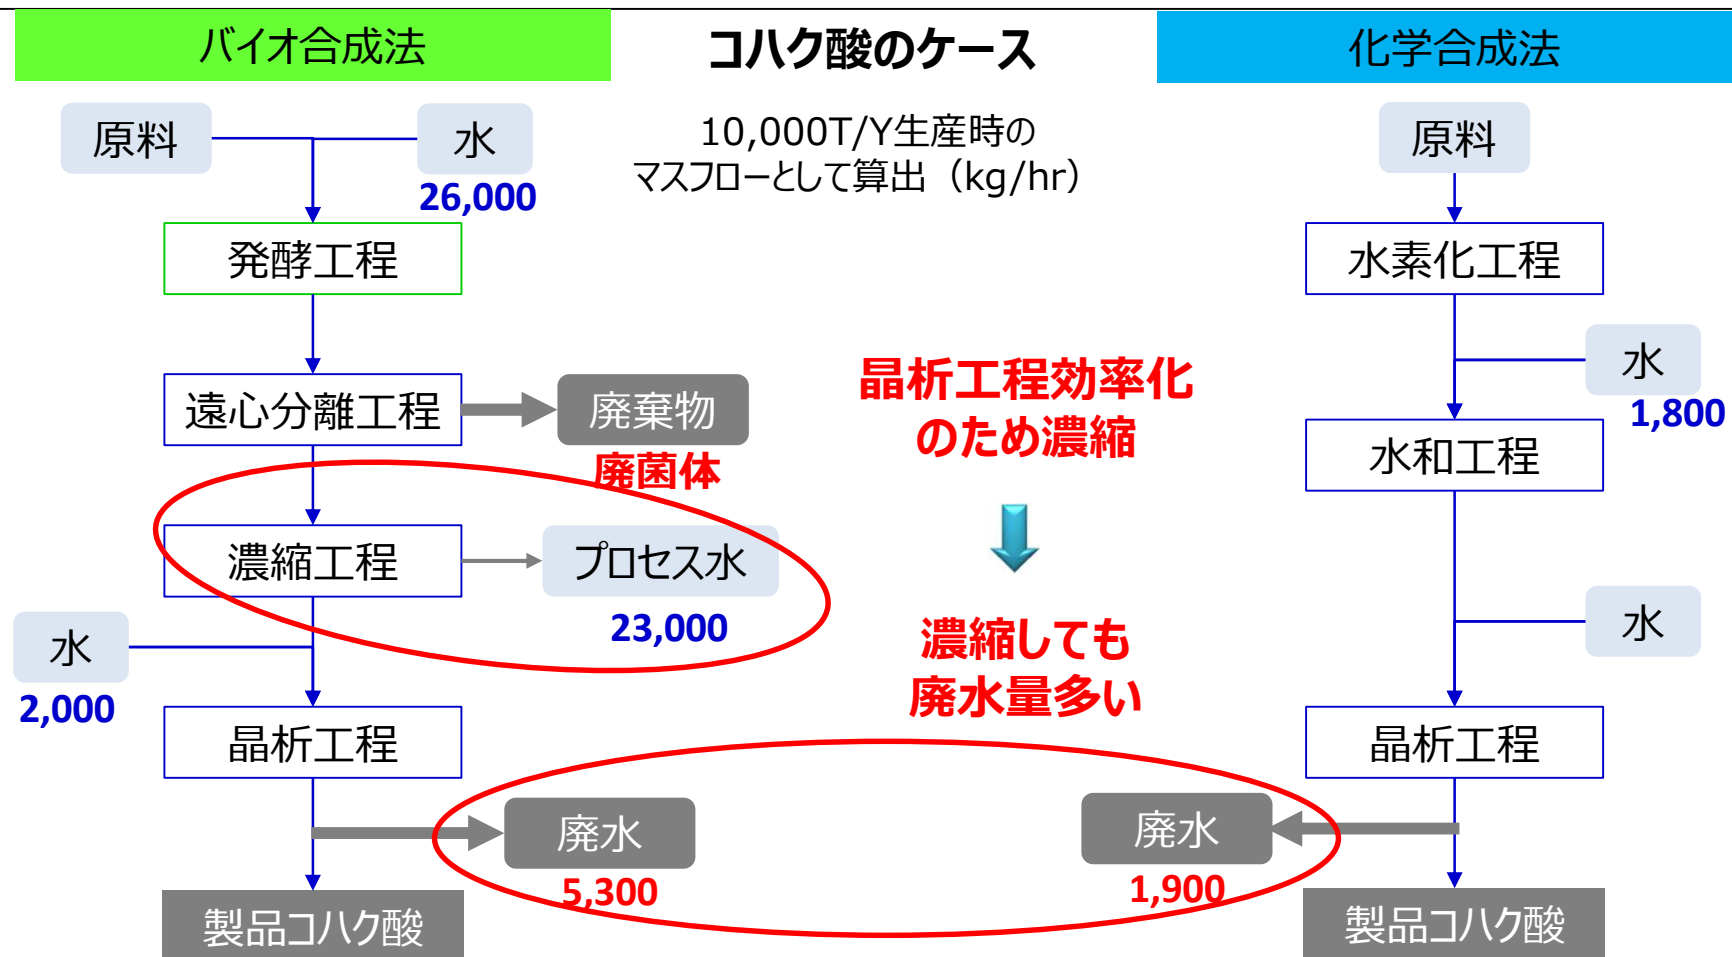 バイオ合成法
コハク酸のケース
化学合成法
10,000T/Y生産時の
マスフローとして算出（kg/hr）
原料
水
26,000
発酵工程
遠心分離工程
廃棄物
廃菌体
濃縮工程
プロセス水
23,000
水
2,000
晶析工程
廃水
5,300
製品コハク酸
晶析工程効率化
のため濃縮
濃縮しても
廃水量多い
原料
水素化工程
水
1,800
水和工程
水
晶析工程
廃水
1,900
製品コハク酸